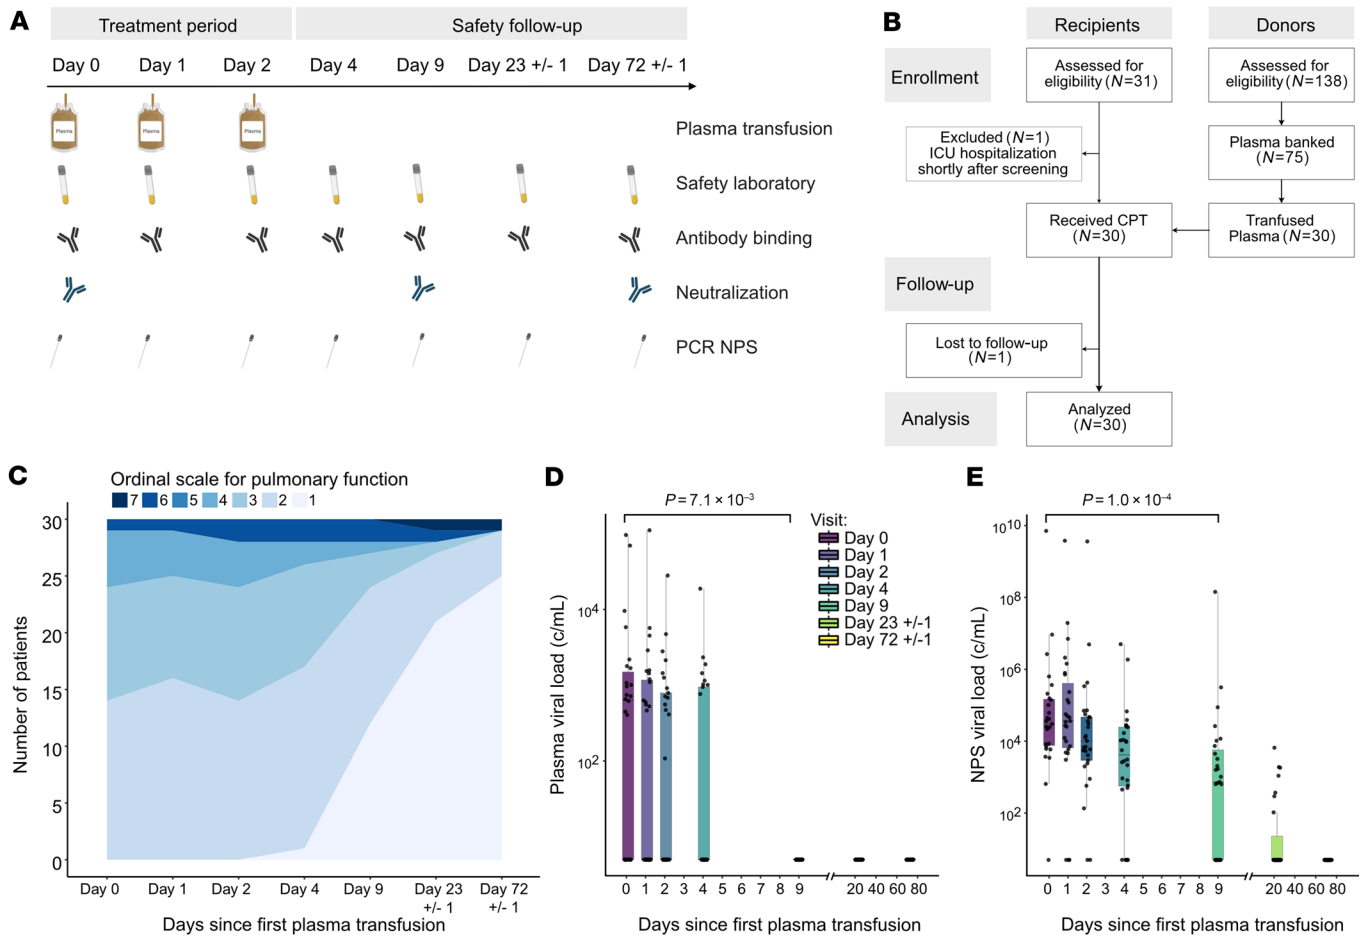 A
Treatment period
Safety follow-up
Day 0
Day 1
Day 2
Day 4
Day 9
Day 23 +/- 1
Day 72 +/- 1
Plasma
Plasma
Plasma
Plasma transfusion
Safety laboratory
Antibody binding
Neutralization
PCR NPS
B
Recipients
Donors
Enrollment
Assessed for
eligibility (N=31)
Assessed for
eligibility (N=138)
Excluded (N=1)
ICU hospitalization
shortly after screening
Plasma banked
(N=75)
Received CPT
(N=30)
Tranfused
Plasma (N=30)
Follow-up
Lost to follow-up
(N=1)
Analysis
Analyzed
(N=30)
C
Ordinal scale for pulmonary function
7 6 5 4 3 2 1
Number of patients
30
25
20
15
10
5
0
Day 0
Day 1
Day 2
Day 4
Day 9
Day 23
+/- 1
Day 72
+/- 1
Days since first plasma transfusion
D
P = 7.1 × 10⁻³
Visit:
Day 0
Day 1
Day 2
Day 4
Day 9
Day 23 +/-1
Day 72 +/-1
Plasma viral load (c/mL)
10⁴
10²
0 1 2 3 4 5 6 7 8 9 20 40 60 80
Days since first plasma transfusion
E
P = 1.0 × 10⁻⁴
NPS viral load (c/mL)
10¹⁰
10⁸
10⁶
10⁴
10²
0 1 2 3 4 5 6 7 8 9 20 40 60 80
Days since first plasma transfusion